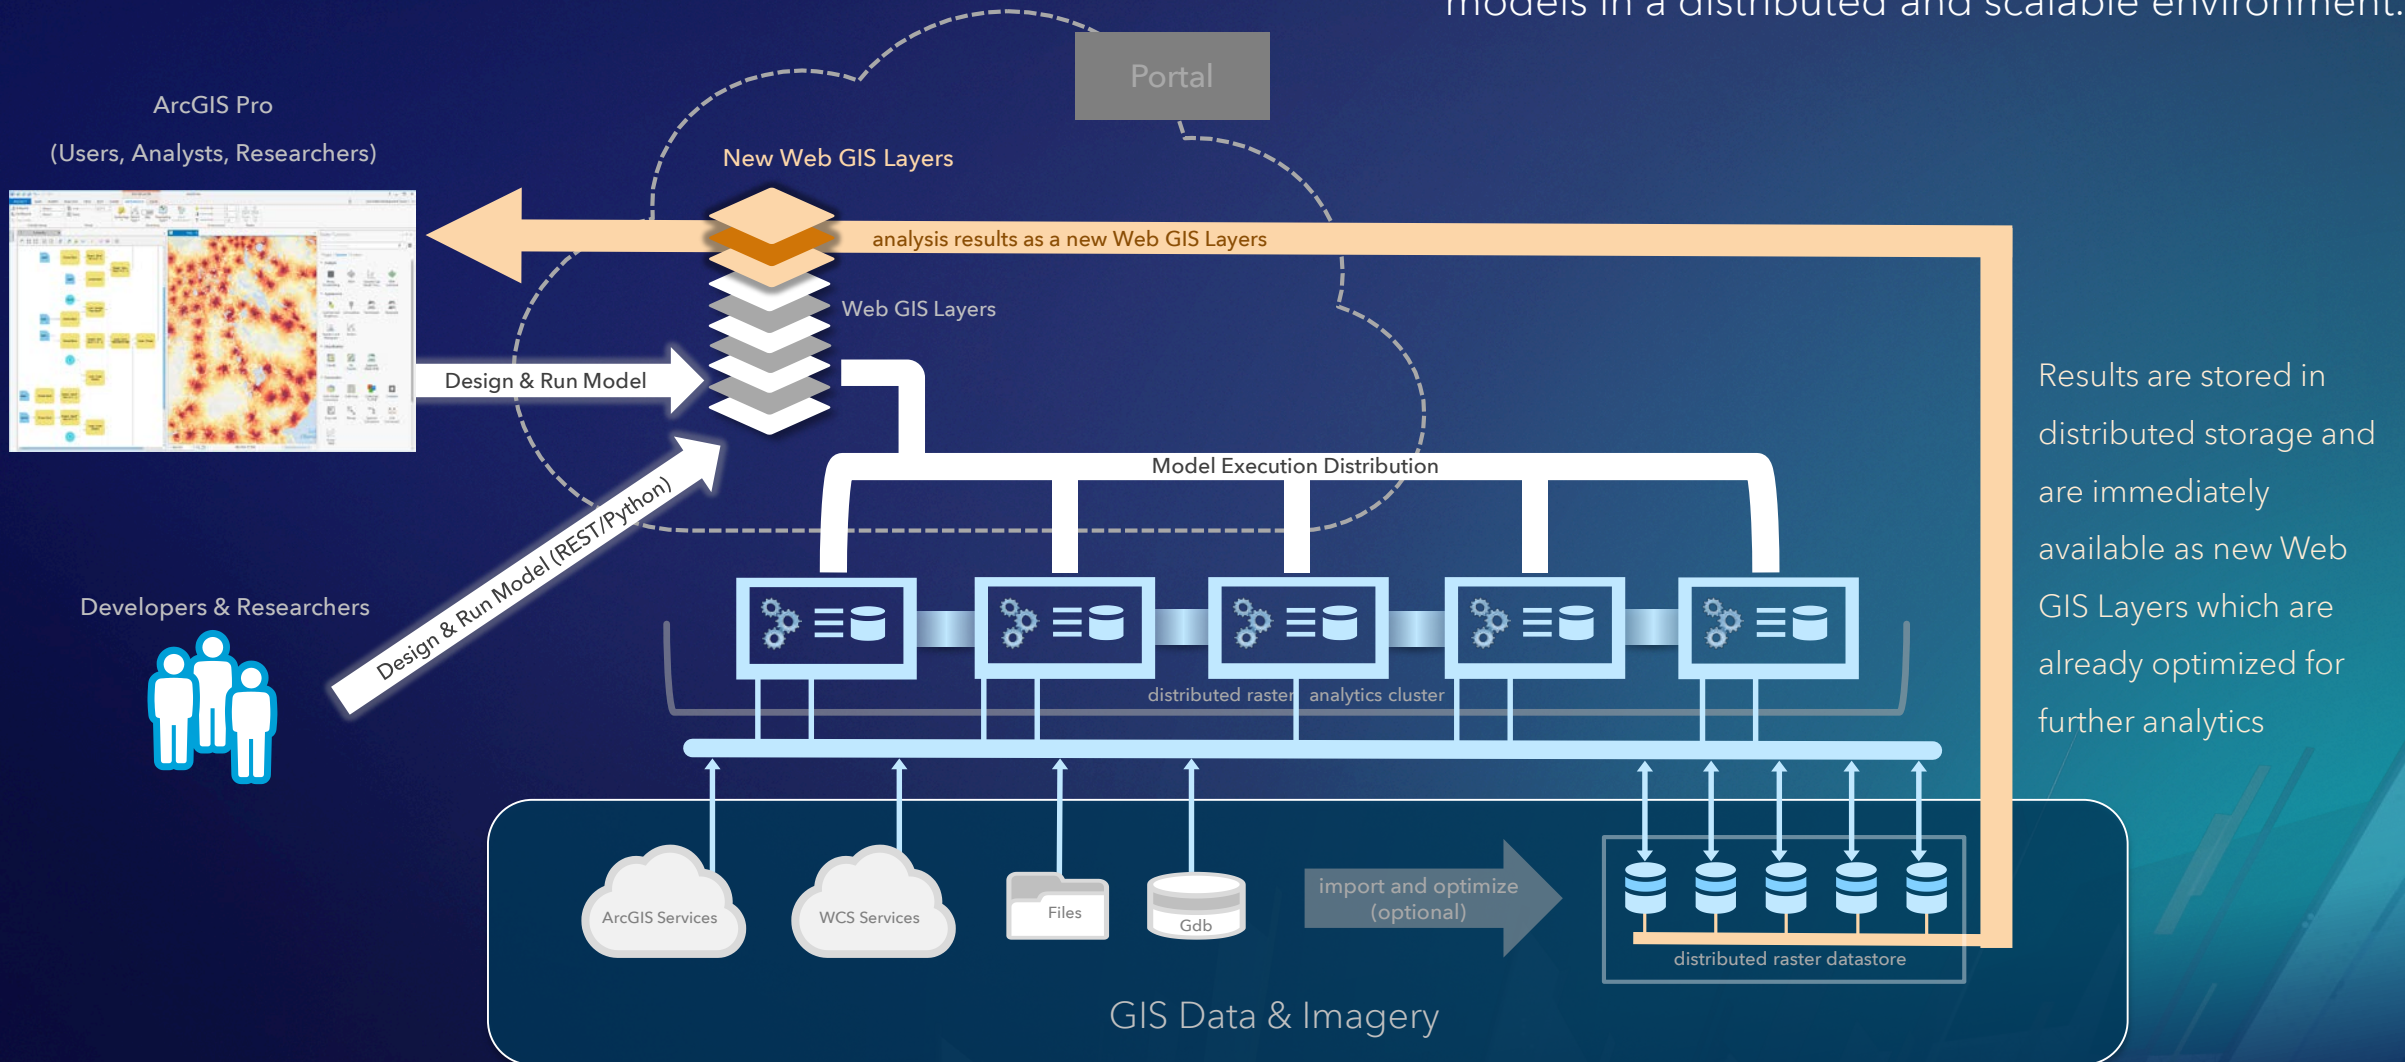 models in a distributed and scalable environment.
Portal
ArcGIS Pro
(Users, Analysts, Researchers)
New Web GIS Layers
analysis results as a new Web GIS Layers
Web GIS Layers
Design & Run Model
Design & Run Model (REST/Python)
Model Execution Distribution
Developers & Researchers
distributed raster analytics cluster
Results are stored in
distributed storage and
are immediately
available as new Web
GIS Layers which are
already optimized for
further analytics
ArcGIS Services
WCS Services
Files
Gdb
import and optimize
(optional)
distributed raster datastore
GIS Data & Imagery